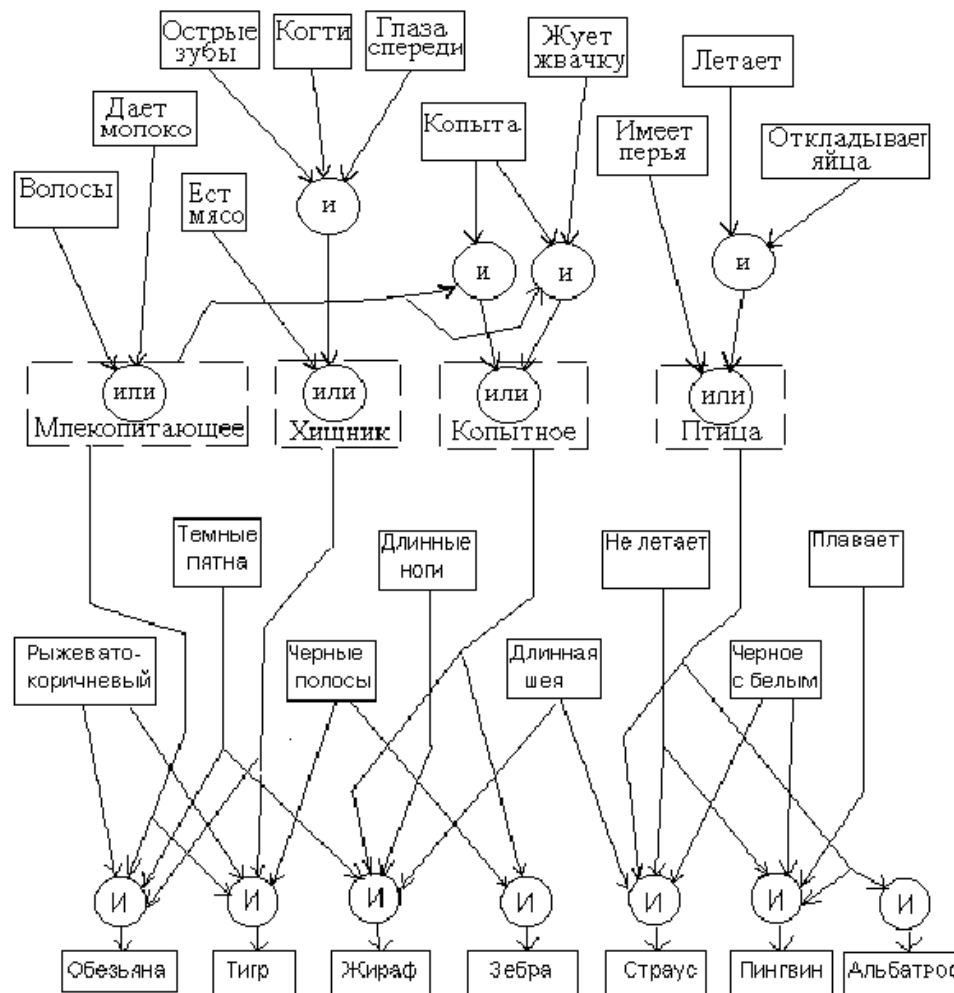 Острые
зубы
Когти
Глаза
спереди
Жует
жвачку
Летает
Дает
молоко
Копыта
Имеет
перья
Откладывает
яйца
Волосы
Ест
мясо
и
и
и
и
или
или
или
или
Млекопитающее
Хищник
Копытное
Птица
Темные
пятна
Длинные
ноги
Не летает
Плавает
Рыжевато-
коричневый
Черные
полосы
Длинная
шея
Черное
с белым
И
И
И
И
И
И
И
Обезьяна
Тигр
Жираф
Зебра
Страус
Пингвин
Альбатрос